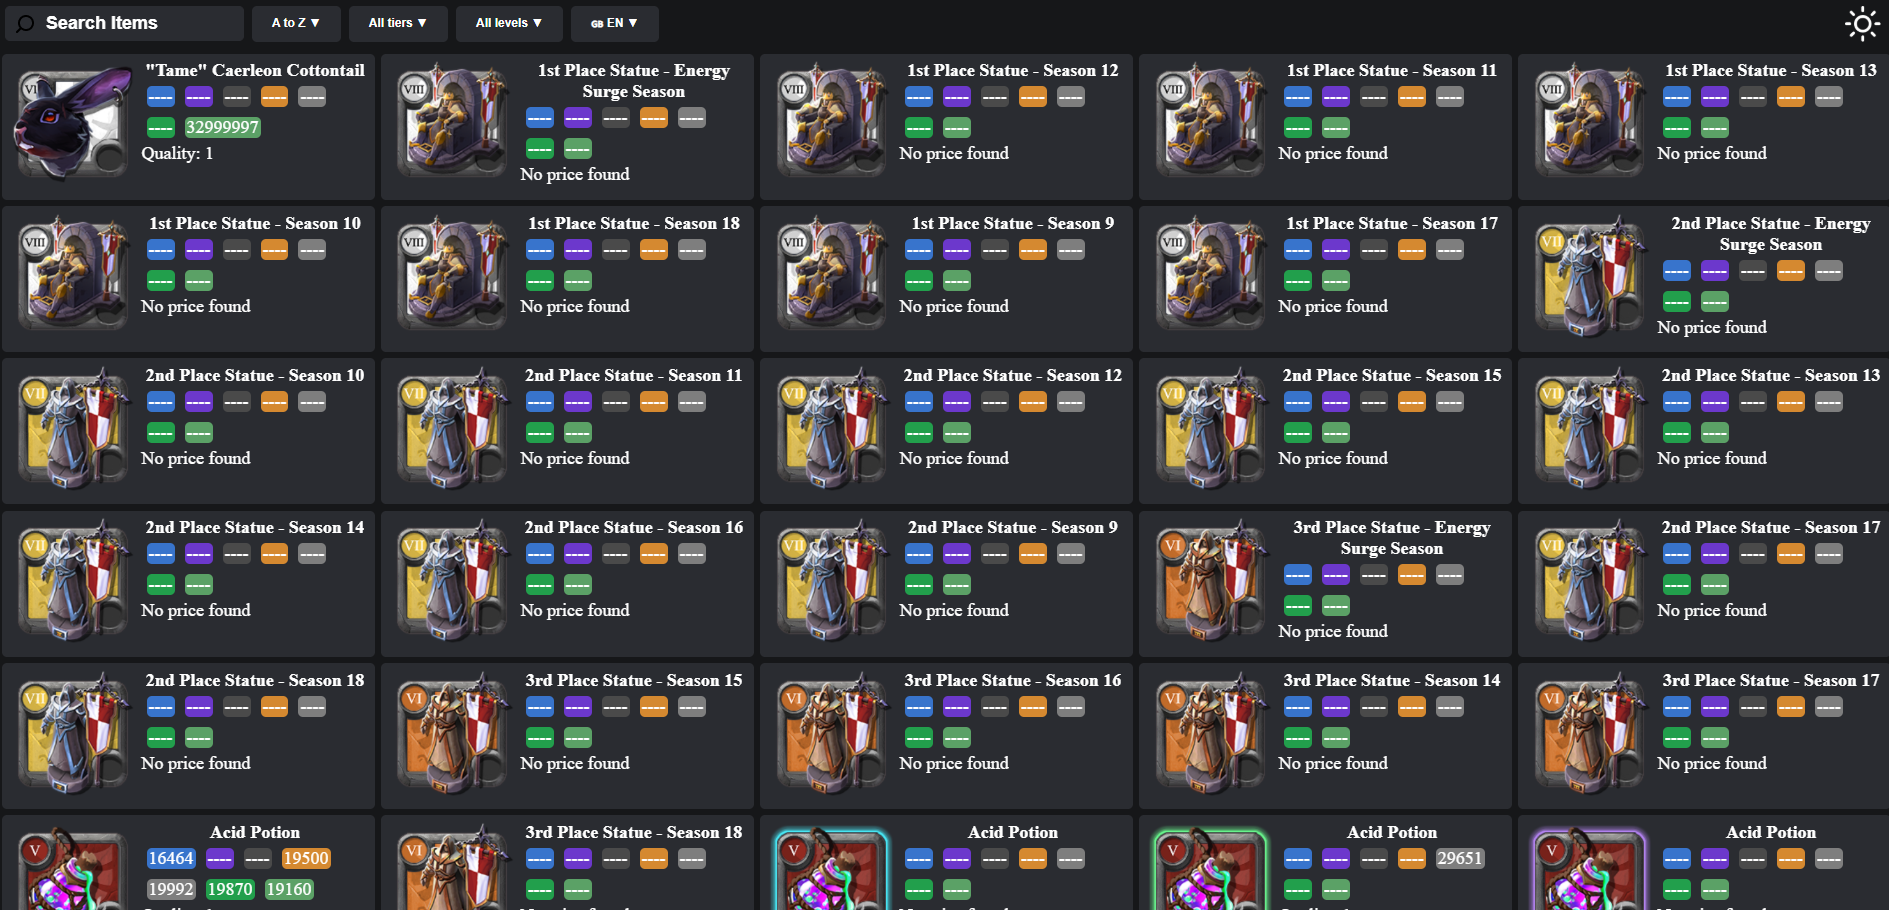 Search Items
A to Z ▼
All tiers ▼
All levels ▼
GB EN ▼
"Tame" Caerleon Cottontail
---- ---- ---- ---- ----
---- 32999997
Quality: 1
VIII
1st Place Statue - Energy
Surge Season
---- ---- ---- ---- ----
---- ----
No price found
VIII
1st Place Statue - Season 12
---- ---- ---- ---- ----
---- ----
No price found
VIII
1st Place Statue - Season 11
---- ---- ---- ---- ----
---- ----
No price found
VIII
1st Place Statue - Season 13
---- ---- ---- ---- ----
---- ----
No price found
VIII
1st Place Statue - Season 10
---- ---- ---- ---- ----
---- ----
No price found
VIII
1st Place Statue - Season 18
---- ---- ---- ---- ----
---- ----
No price found
VIII
1st Place Statue - Season 9
---- ---- ---- ---- ----
---- ----
No price found
VIII
1st Place Statue - Season 17
---- ---- ---- ---- ----
---- ----
No price found
VII
2nd Place Statue - Energy
Surge Season
---- ---- ---- ---- ----
---- ----
No price found
VII
2nd Place Statue - Season 10
---- ---- ---- ---- ----
---- ----
No price found
VII
2nd Place Statue - Season 11
---- ---- ---- ---- ----
---- ----
No price found
VII
2nd Place Statue - Season 12
---- ---- ---- ---- ----
---- ----
No price found
VII
2nd Place Statue - Season 15
---- ---- ---- ---- ----
---- ----
No price found
VII
2nd Place Statue - Season 13
---- ---- ---- ---- ----
---- ----
No price found
VII
2nd Place Statue - Season 14
---- ---- ---- ---- ----
---- ----
No price found
VII
2nd Place Statue - Season 16
---- ---- ---- ---- ----
---- ----
No price found
VII
2nd Place Statue - Season 9
---- ---- ---- ---- ----
---- ----
No price found
VI
3rd Place Statue - Energy
Surge Season
---- ---- ---- ---- ----
---- ----
No price found
VII
2nd Place Statue - Season 17
---- ---- ---- ---- ----
---- ----
No price found
VII
2nd Place Statue - Season 18
---- ---- ---- ---- ----
---- ----
No price found
VI
3rd Place Statue - Season 15
---- ---- ---- ---- ----
---- ----
No price found
VI
3rd Place Statue - Season 16
---- ---- ---- ---- ----
---- ----
No price found
VI
3rd Place Statue - Season 14
---- ---- ---- ---- ----
---- ----
No price found
VI
3rd Place Statue - Season 17
---- ---- ---- ---- ----
---- ----
No price found
V
Acid Potion
16464 ---- ---- 19500
19992 19870 19160
VI
3rd Place Statue - Season 18
---- ---- ---- ---- ----
---- ----
V
Acid Potion
---- ---- ---- ---- ----
---- ----
V
Acid Potion
---- ---- ---- ---- 29651
---- ----
V
Acid Potion
---- ---- ---- ---- ----
---- ----